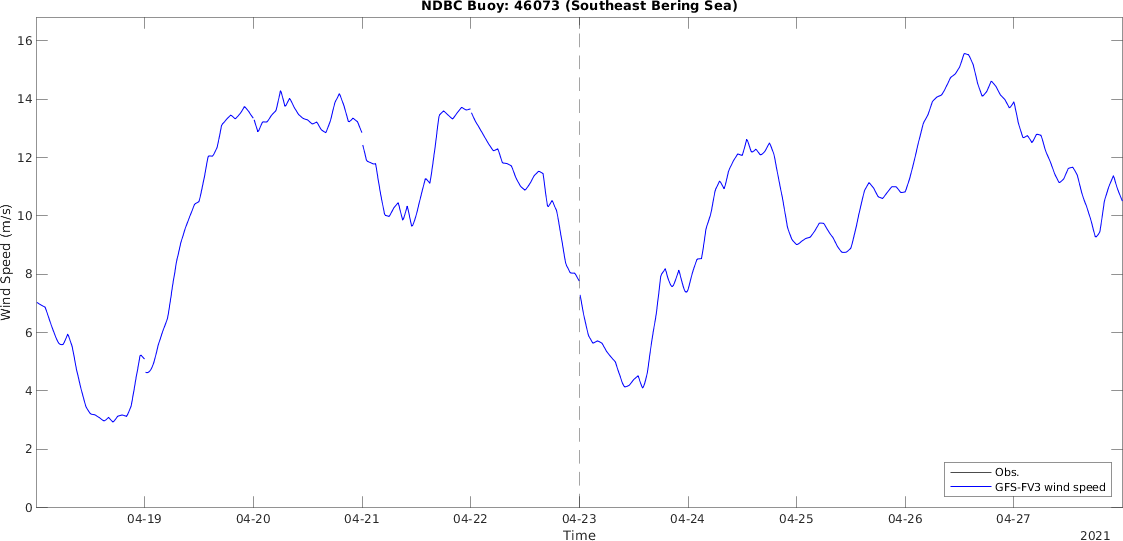 NDBC Buoy: 46073 (Southeast Bering Sea)
16
14
12
10
8
6
4
2
0
Wind Speed (m/s)
Obs.
GFS-FV3 wind speed
04-19 04-20 04-21 04-22 04-23 04-24 04-25 04-26 04-27
Time
2021